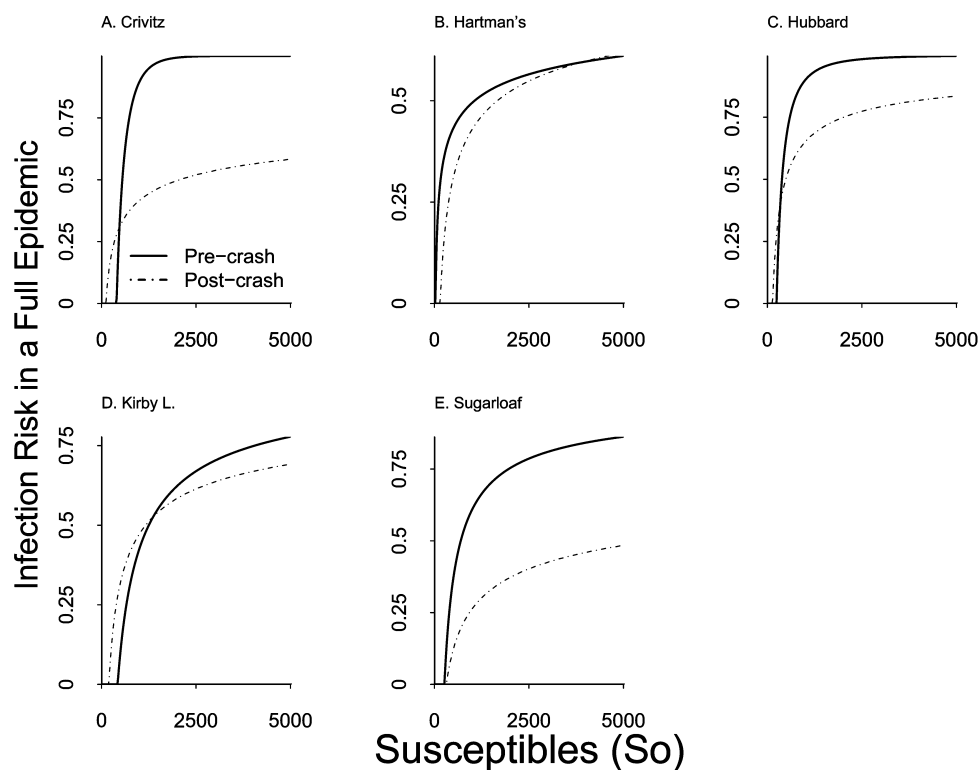 A. Crivitz
B. Hartman's
C. Hubbard
Infection Risk in a Full Epidemic
0.75
0.5
0.25
0
Pre−crash
Post−crash
0 2500 5000
0.5
0.25
0
0 2500 5000
0.75
0.5
0.25
0
0 2500 5000
D. Kirby L.
E. Sugarloaf
0.75
0.5
0.25
0
0 2500 5000
0.75
0.5
0.25
0
0 2500 5000
Susceptibles (So)